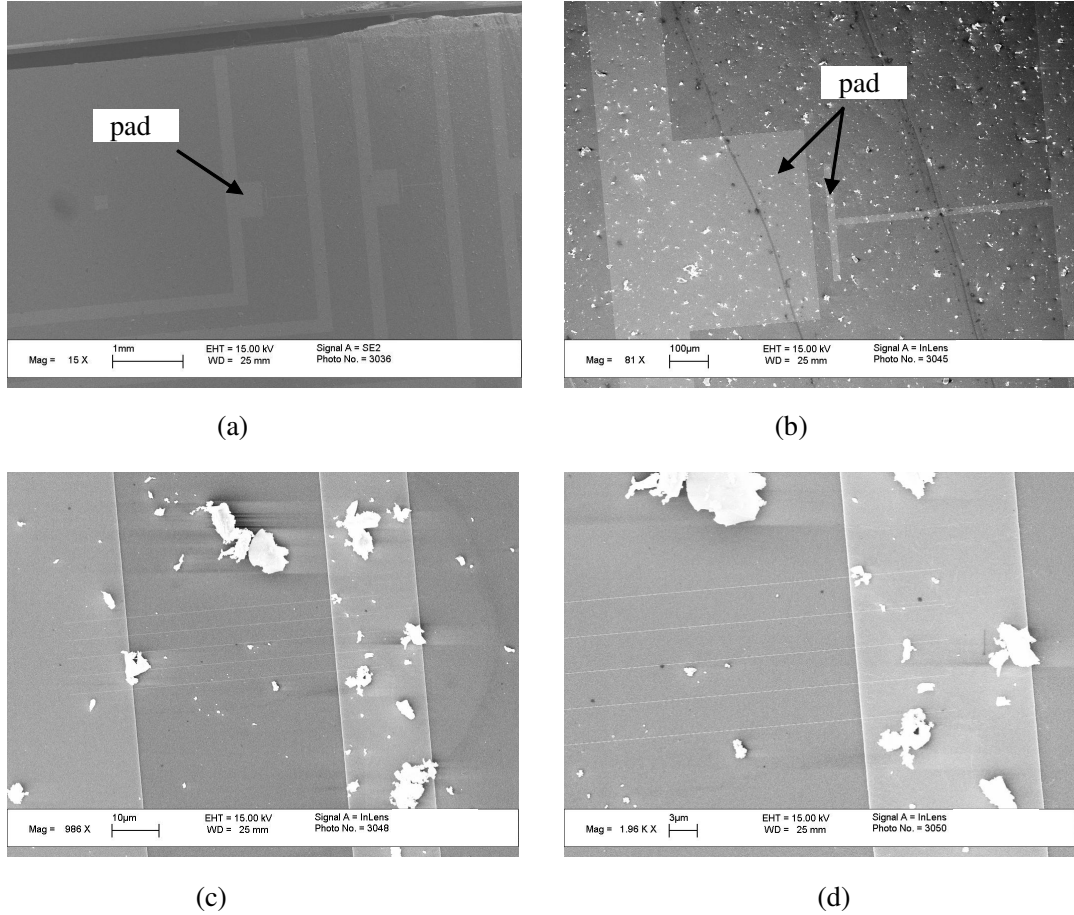 pad
pad
Mag = 15 X
1mm
EHT = 15.00 kV
WD = 25 mm
Signal A = SE2
Photo No. = 3036
Mag = 81 X
100µm
EHT = 15.00 kV
WD = 25 mm
Signal A = InLens
Photo No. = 3045
(a)
(b)
Mag = 986 X
10µm
EHT = 15.00 kV
WD = 25 mm
Signal A = InLens
Photo No. = 3048
Mag = 1.96 K X
3µm
EHT = 15.00 kV
WD = 25 mm
Signal A = InLens
Photo No. = 3050
(c)
(d)